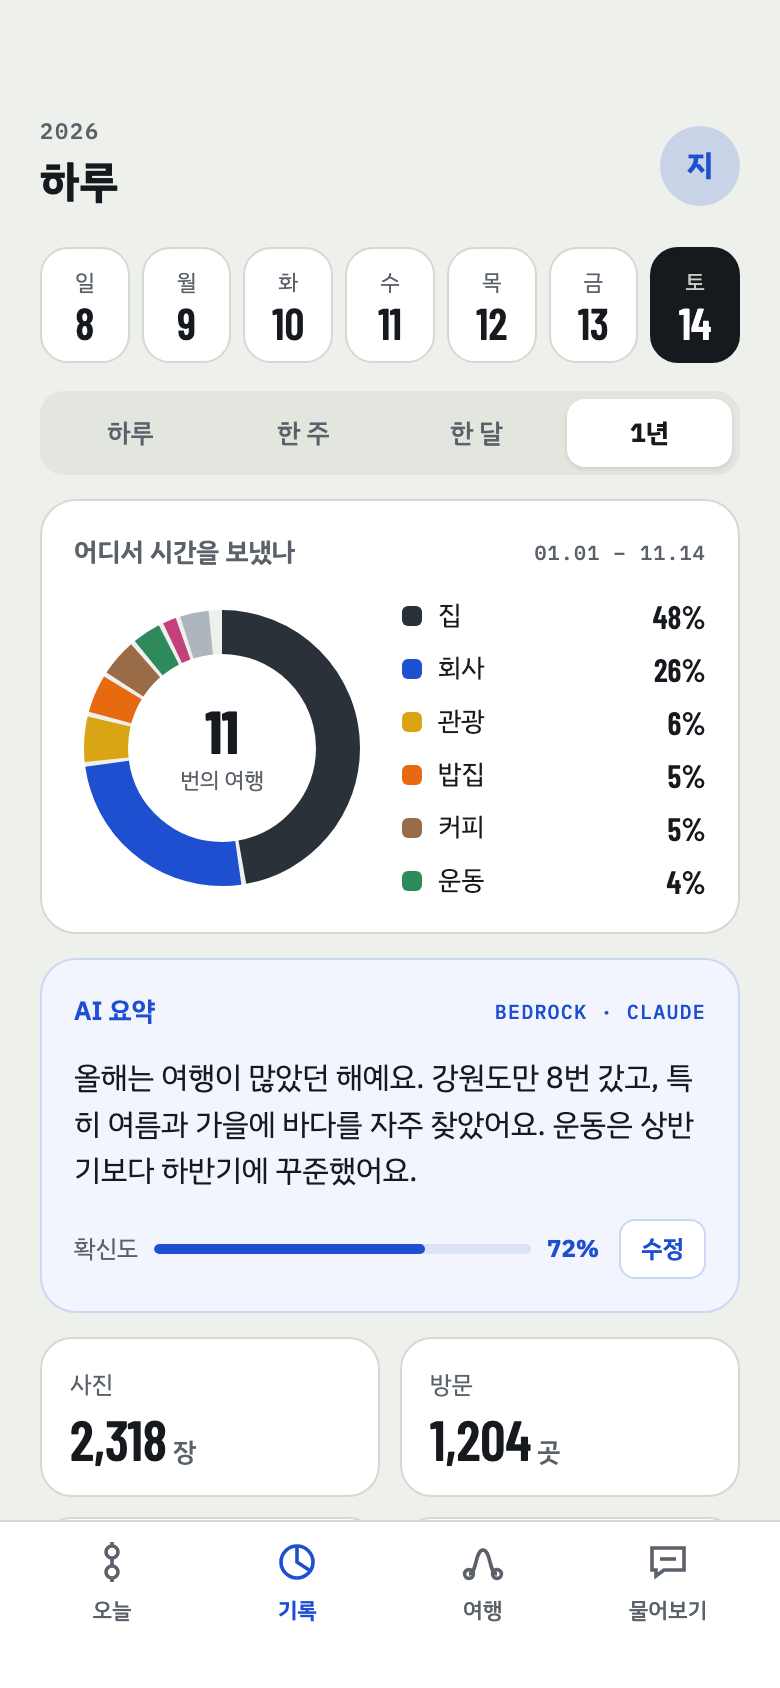 2026
하루
지
일 월 화 수 목 금 토
8 9 10 11 12 13 14
하루 한 주 한 달 1년
어디서 시간을 보냈나 01.01 – 11.14
11
번의 여행
집 48%
회사 26%
관광 6%
밥집 5%
커피 5%
운동 4%
AI 요약 BEDROCK · CLAUDE
올해는 여행이 많았던 해예요. 강원도만 8번 갔고, 특
히 여름과 가을에 바다를 자주 찾았어요. 운동은 상반
기보다 하반기에 꾸준했어요.
확신도 72% 수정
사진 방문
2,318 장 1,204 곳
오늘 기록 여행 물어보기